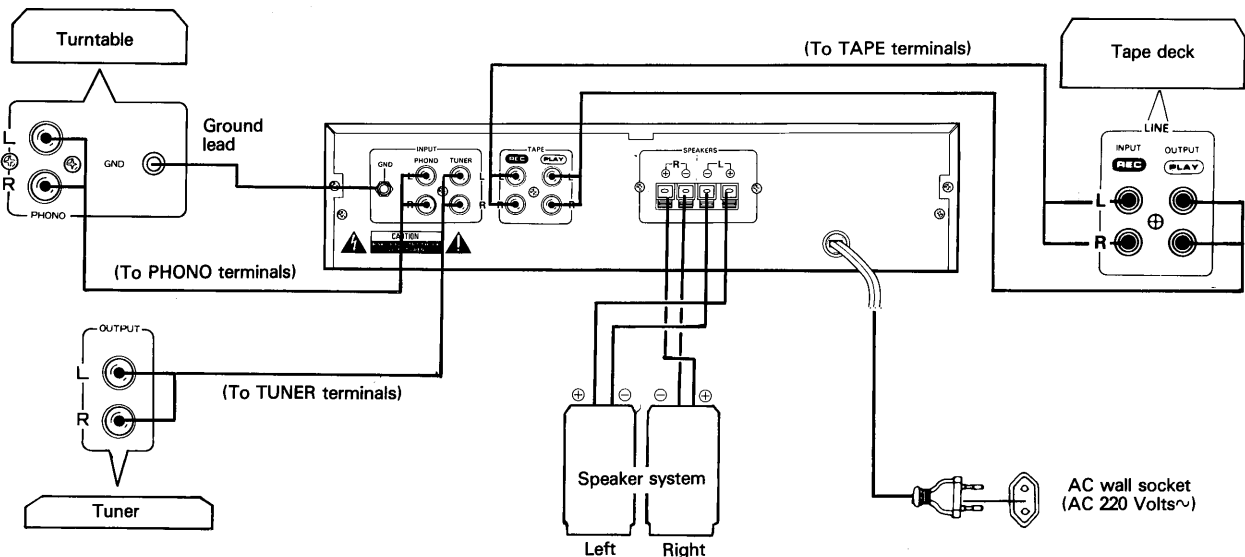 Turntable
L
R
GND
PHONO
Ground
lead
(To PHONO terminals)
OUTPUT
L
R
(To TUNER terminals)
Tuner
INPUT
GND
PHONO
TUNER
L
R
CAUTION
TAPE
REC
PLAY
L
R
L
R
SPEAKERS
R
L
⊕ ⊖ ⊖ ⊕
(To TAPE terminals)
Tape deck
LINE
INPUT
OUTPUT
REC
PLAY
L
R
⊕ ⊖ ⊖ ⊕
Speaker system
Left
Right
AC wall socket
(AC 220 Volts~)